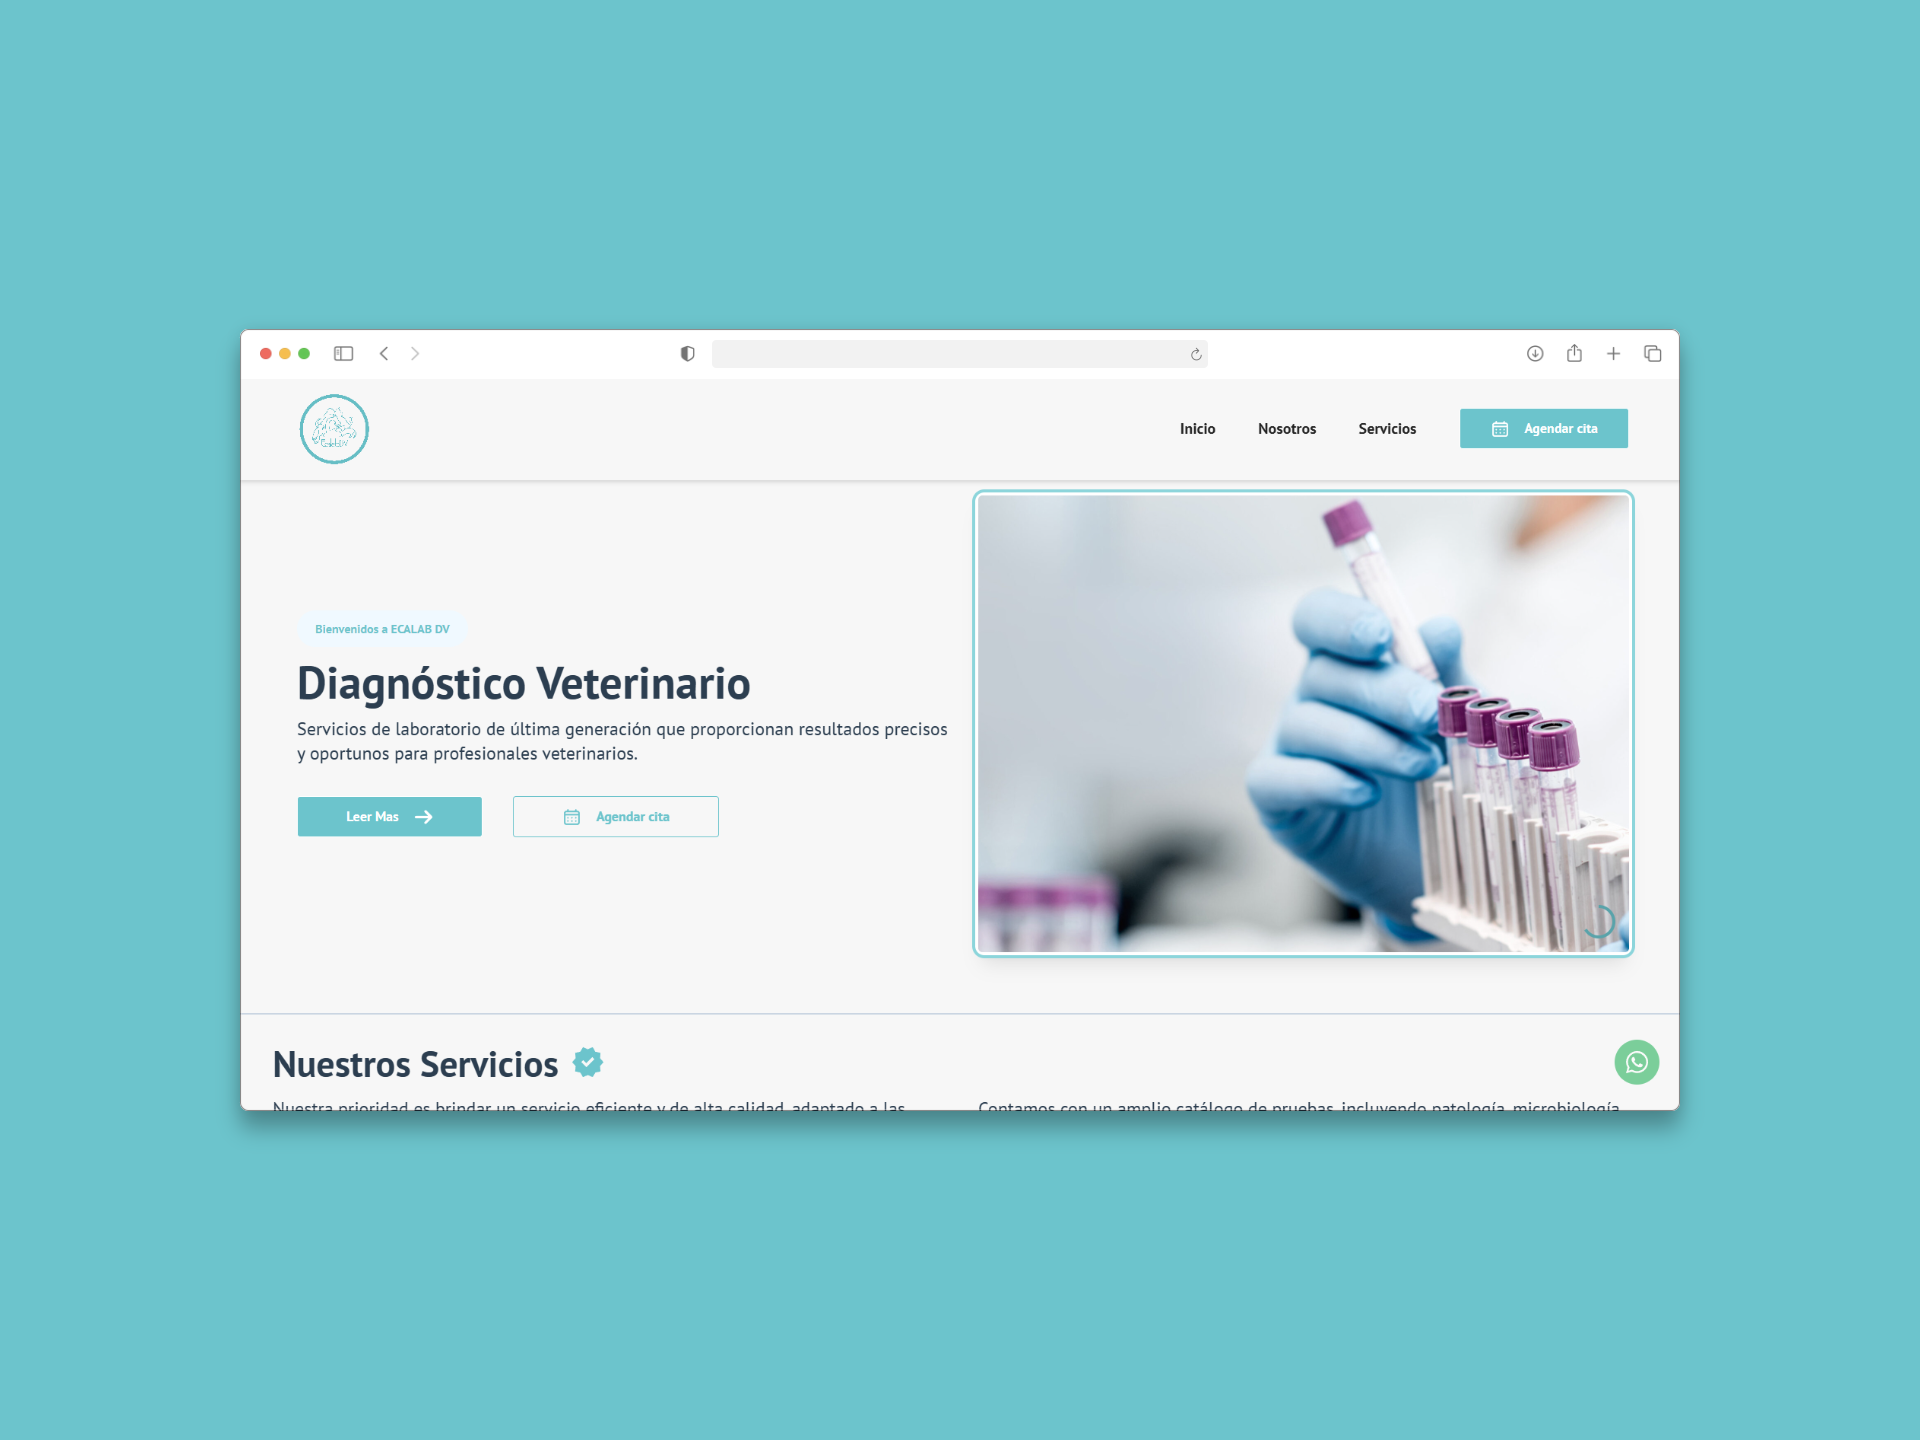 Inicio
Nosotros
Servicios
Agendar cita
Bienvenidos a ECALAB DV
Diagnóstico Veterinario
Servicios de laboratorio de última generación que proporcionan resultados precisos
y oportunos para profesionales veterinarios.
Leer Mas
Agendar cita
Nuestros Servicios
Nuestra prioridad es brindar un servicio eficiente y de alta calidad, adaptado a las
Contamos con un amplio catálogo de pruebas, incluyendo patología, microbiología,